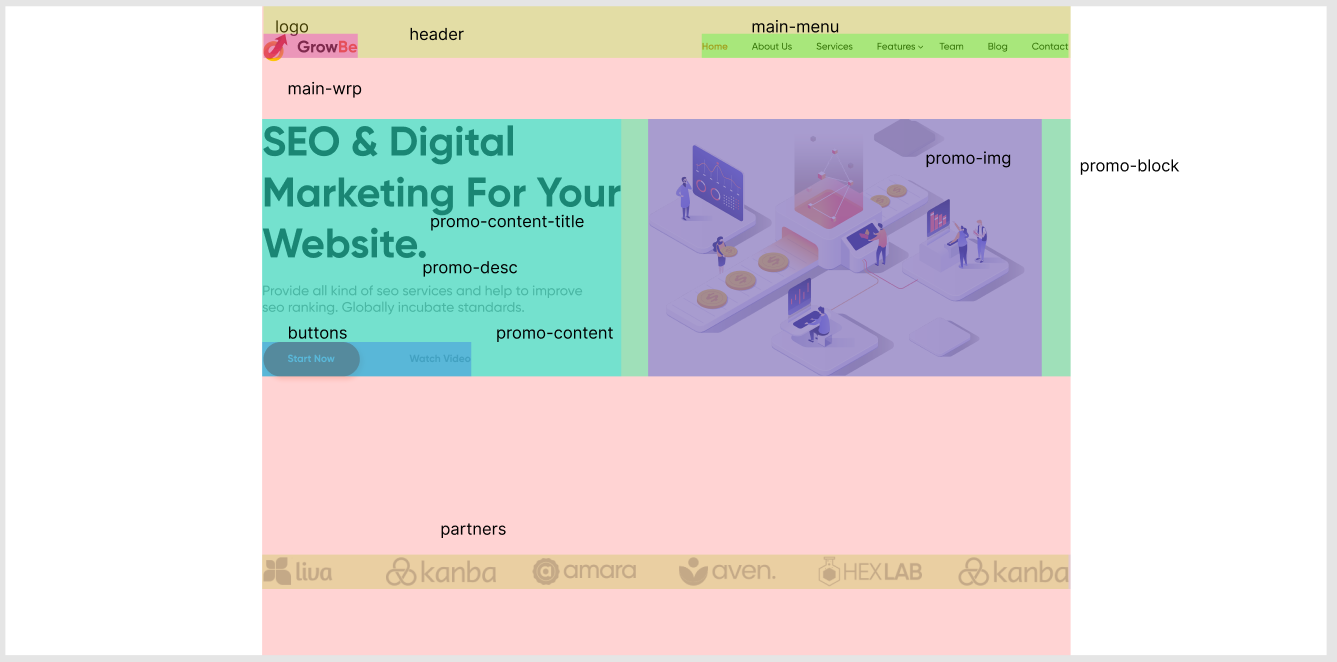 logo
header
main-menu
GrowBe
Home About Us Services Features Team Blog Contact
main-wrp
SEO & Digital
Marketing For Your
Website.
promo-img
promo-block
promo-content-title
promo-desc
Provide all kind of seo services and help to improve
seo ranking. Globally incubate standards.
buttons
promo-content
Start Now
Watch Video
partners
liva kanba amara aven. HEXLAB kanba